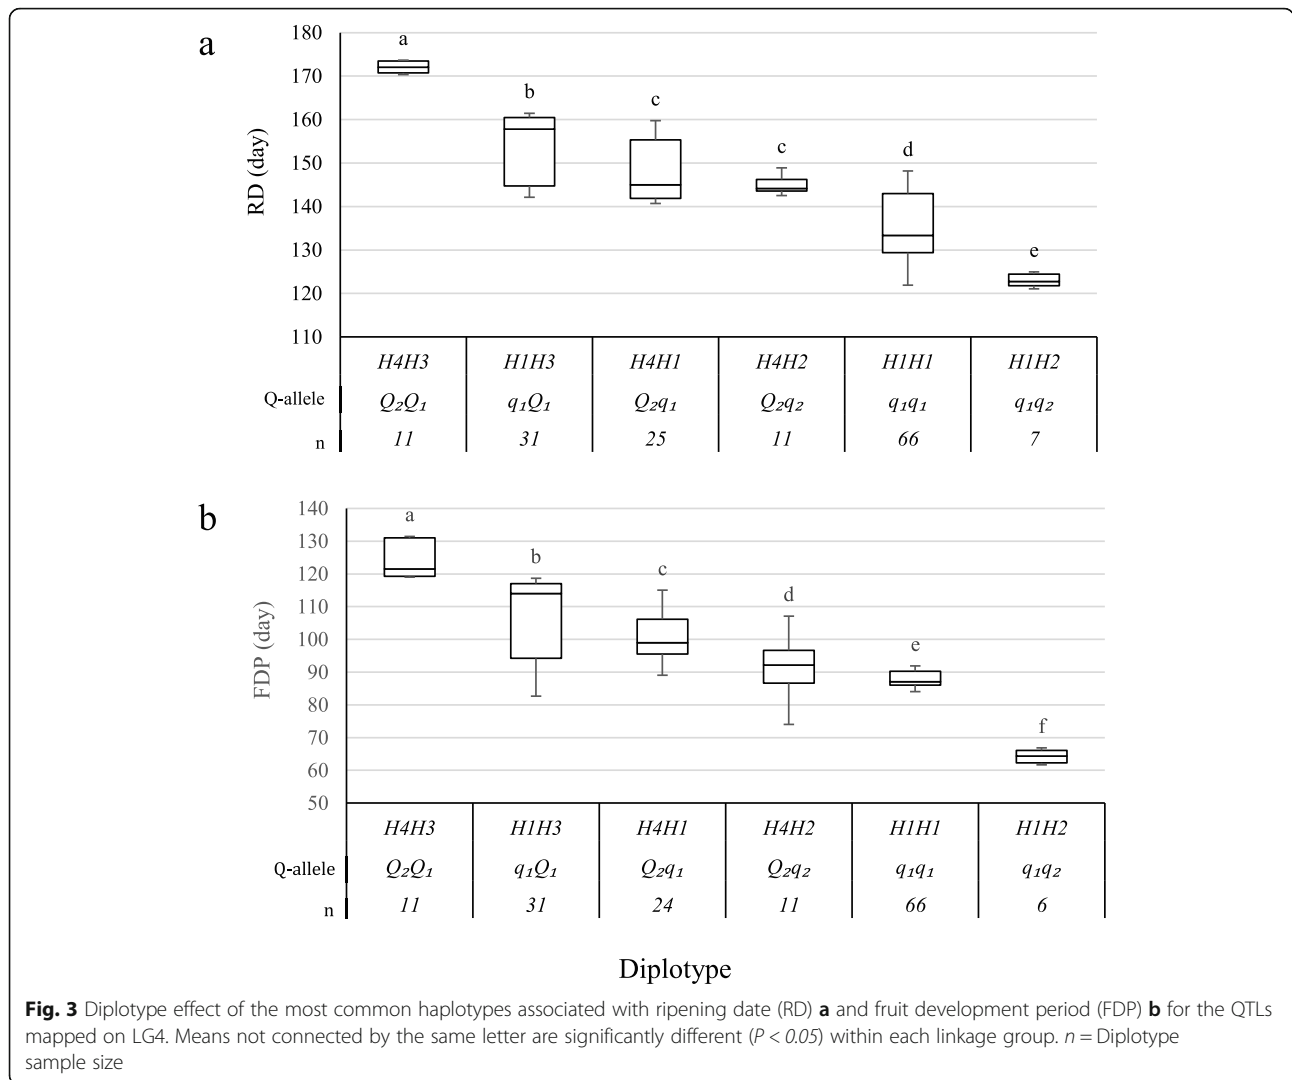 a
180
170
160
150
140
130
120
110
RD (day)
a b c c d e
H4H3 H1H3 H4H1 H4H2 H1H1 H1H2
Q-allele Q₂Q₁ q₁Q₁ Q₂q₁ Q₂q₂ q₁q₁ q₁q₂
n 11 31 25 11 66 7
b
140
130
120
110
100
90
80
70
60
50
FDP (day)
a b c d e f
H4H3 H1H3 H4H1 H4H2 H1H1 H1H2
Q-allele Q₂Q₁ q₁Q₁ Q₂q₁ Q₂q₂ q₁q₁ q₁q₂
n 11 31 24 11 66 6
Diplotype
Fig. 3 Diplotype effect of the most common haplotypes associated with ripening date (RD) a and fruit development period (FDP) b for the QTLs
mapped on LG4. Means not connected by the same letter are significantly different (P < 0.05) within each linkage group. n = Diplotype
sample size